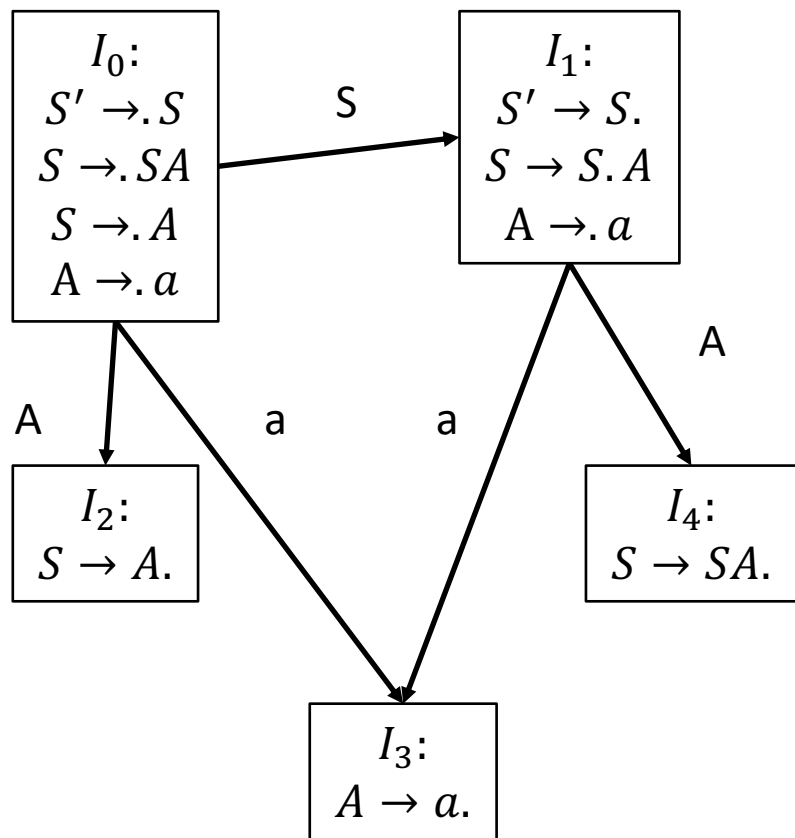 I₀:
S′ →. S
S →. SA
S →. A
A →. a
S
I₁:
S′ → S.
S → S. A
A →. a
A
a
a
A
I₂:
S → A.
I₄:
S → SA.
I₃:
A → a.